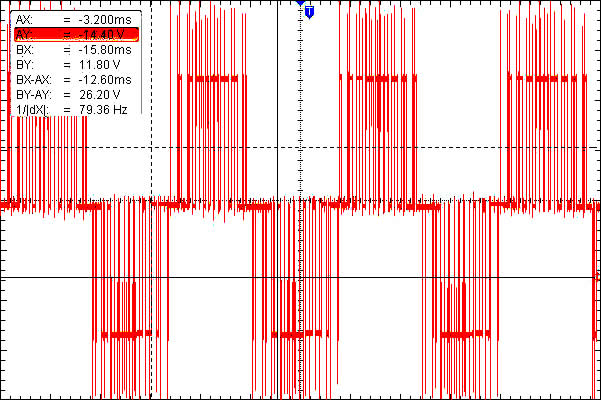 AX: = -3.200ms
AY: = -14.40 V
BX: = -15.80ms
BY: = 11.80 V
BX-AX: = -12.60ms
BY-AY: = 26.20 V
1/|dX|: = 79.36 Hz
T